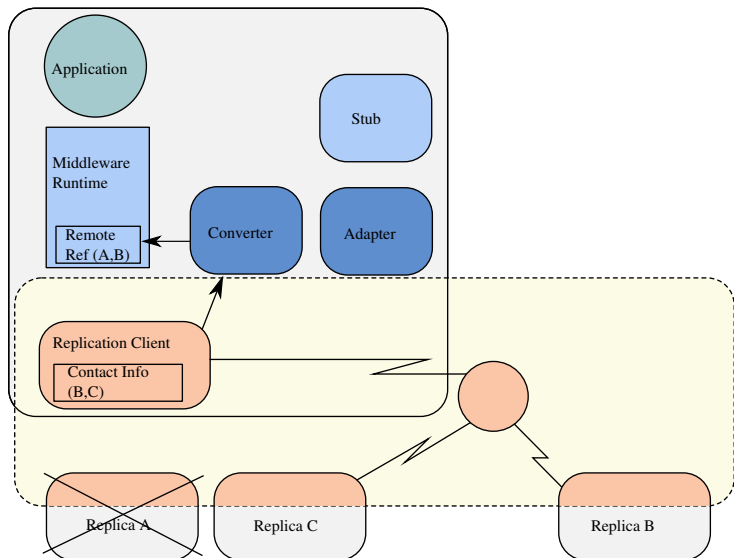 Application
Stub
Middleware
Runtime
Remote
Ref (A,B)
Converter
Adapter
Replication Client
Contact Info
(B,C)
Replica A
Replica C
Replica B